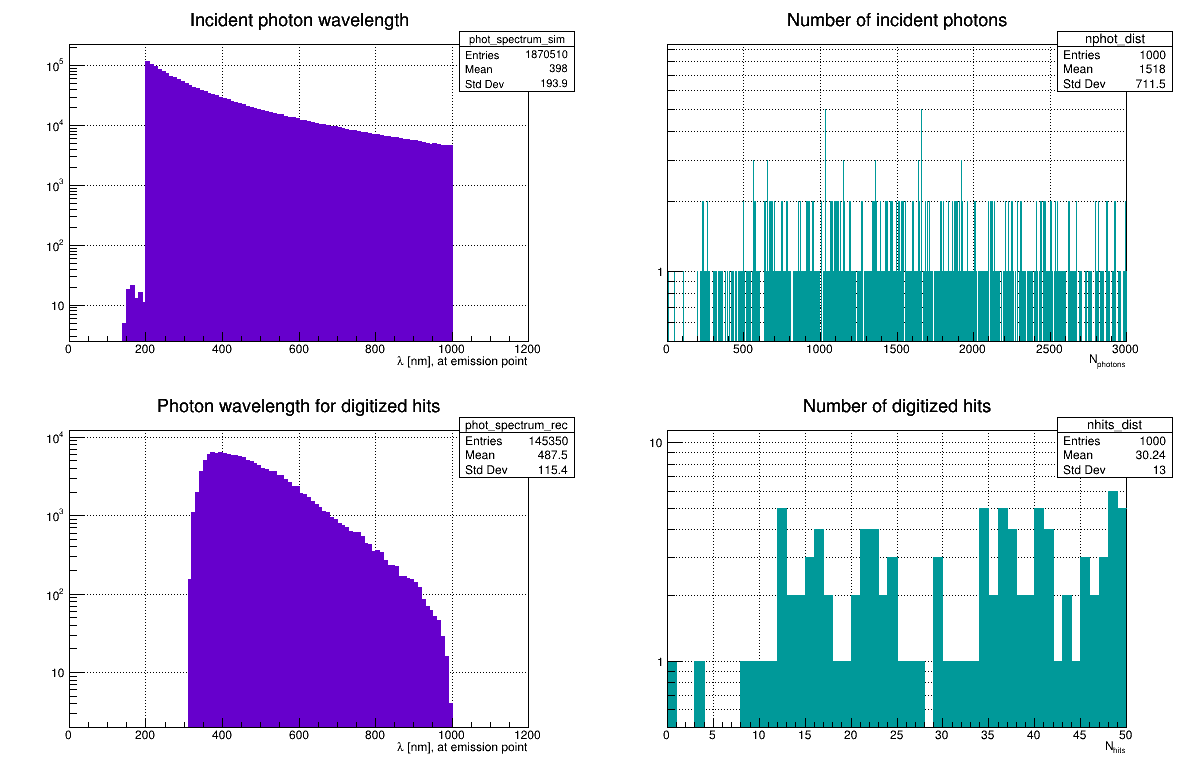 Incident photon wavelength
phot_spectrum_sim
Entries 1870510
Mean 398
Std Dev 193.9
10^5
10^4
10^3
10^2
10
0 200 400 600 800 1000 1200
λ [nm], at emission point
Number of incident photons
nphot_dist
Entries 1000
Mean 1518
Std Dev 711.5
1
0 500 1000 1500 2000 2500 3000
N_photons
Photon wavelength for digitized hits
phot_spectrum_rec
Entries 145350
Mean 487.5
Std Dev 115.4
10^4
10^3
10^2
10
0 200 400 600 800 1000 1200
λ [nm], at emission point
Number of digitized hits
nhits_dist
Entries 1000
Mean 30.24
Std Dev 13
10
1
0 5 10 15 20 25 30 35 40 45 50
N_hits